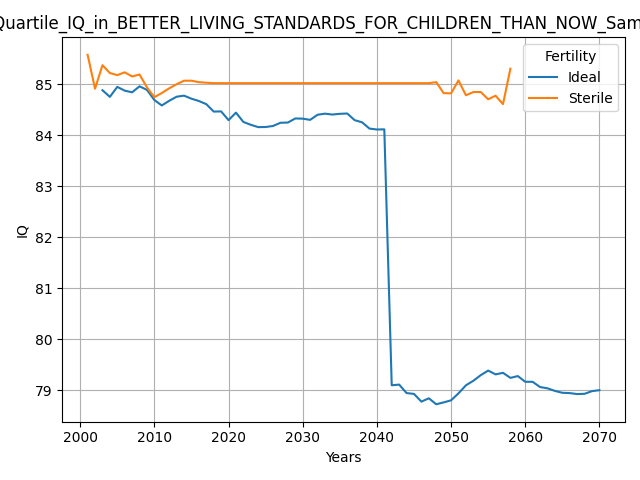 Quartile_IQ_in_BETTER_LIVING_STANDARDS_FOR_CHILDREN_THAN_NOW_Sam
Fertility
Ideal
Sterile
IQ
85
84
83
82
81
80
79
2000 2010 2020 2030 2040 2050 2060 2070
Years